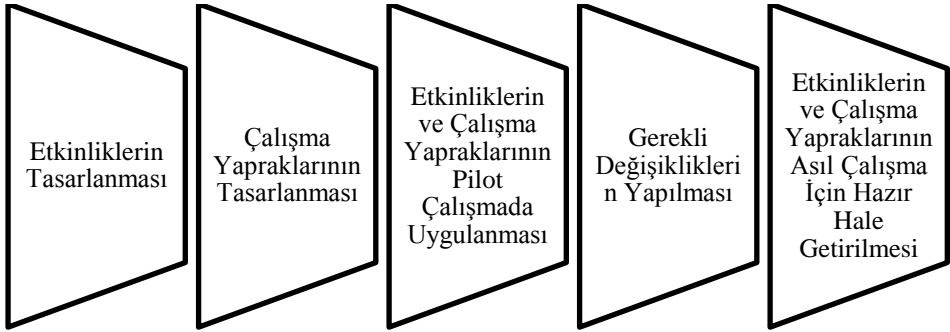 Etkinliklerin
Tasarlanması
Çalışma
Yapraklarının
Tasarlanması
Etkinliklerin
ve Çalışma
Yapraklarının
Pilot
Çalışmada
Uygulanması
Gerekli
Değişiklikleri
n Yapılması
Etkinliklerin
ve Çalışma
Yapraklarının
Asıl Çalışma
İçin Hazır
Hale
Getirilmesi